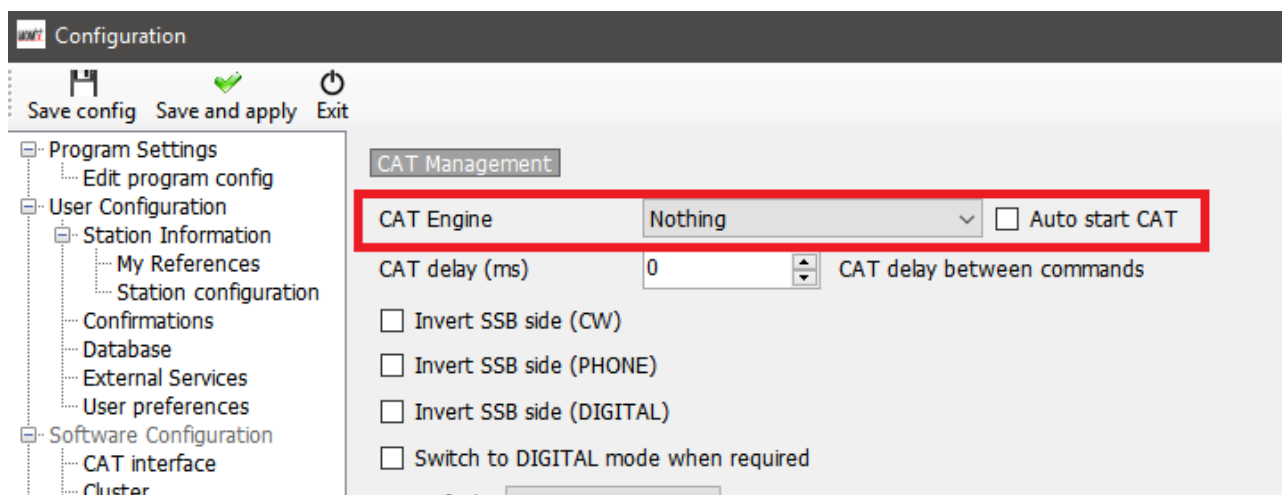 Configuration
Save config Save and apply Exit
Program Settings
Edit program config
User Configuration
Station Information
My References
Station configuration
Confirmations
Database
External Services
User preferences
Software Configuration
CAT interface
Cluster
CAT Management
CAT Engine Nothing Auto start CAT
CAT delay (ms) 0 CAT delay between commands
Invert SSB side (CW)
Invert SSB side (PHONE)
Invert SSB side (DIGITAL)
Switch to DIGITAL mode when required